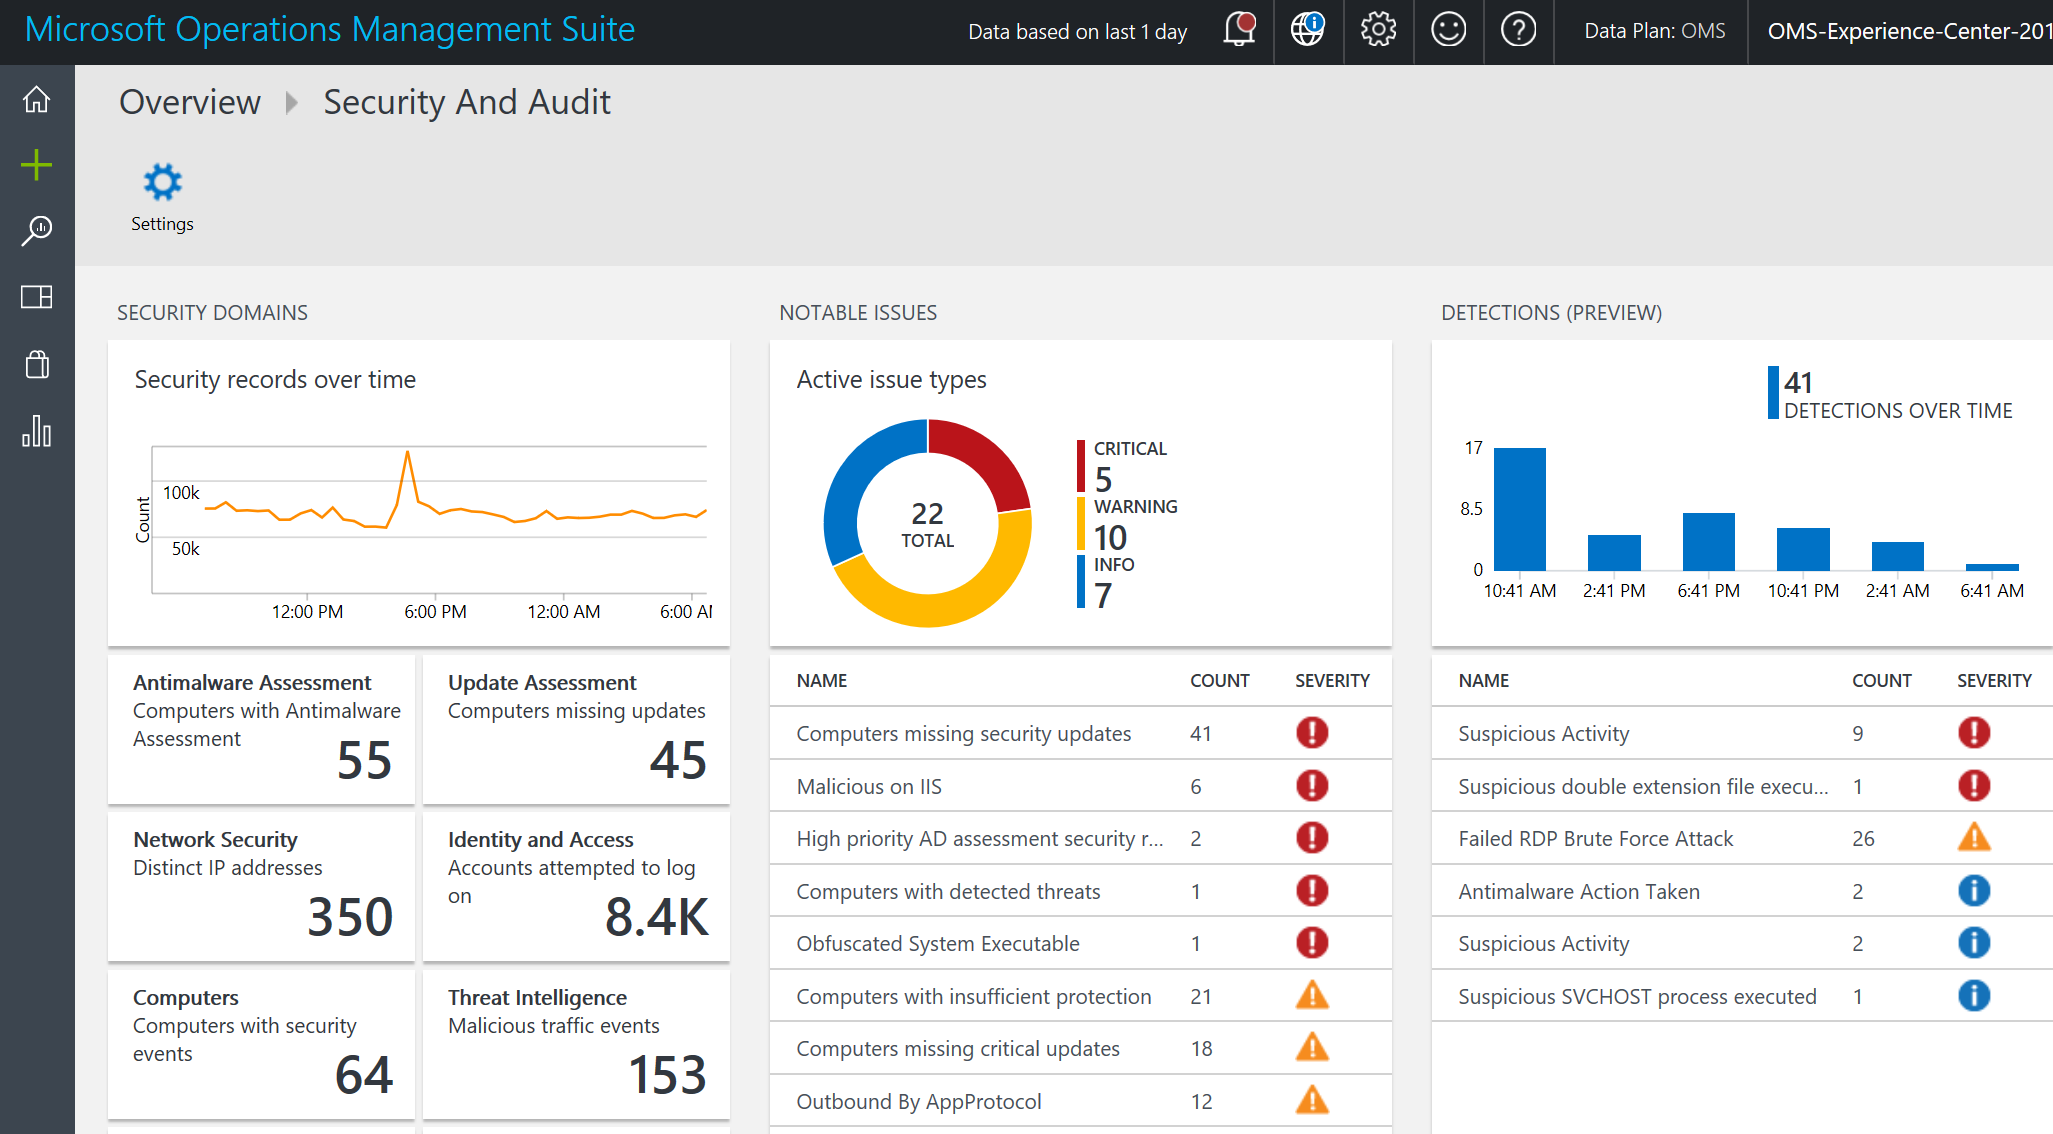 Microsoft Operations Management Suite
Data based on last 1 day
Data Plan: OMS
OMS-Experience-Center-201
Overview
Security And Audit
Settings
SECURITY DOMAINS
Security records over time
Count
100k
50k
12:00 PM
6:00 PM
12:00 AM
6:00 AM
Antimalware Assessment
Computers with Antimalware
Assessment
55
Update Assessment
Computers missing updates
45
Network Security
Distinct IP addresses
350
Identity and Access
Accounts attempted to log
on
8.4K
Computers
Computers with security
events
64
Threat Intelligence
Malicious traffic events
153
NOTABLE ISSUES
Active issue types
22
TOTAL
CRITICAL
5
WARNING
10
INFO
7
NAME COUNT SEVERITY
Computers missing security updates 41
Malicious on IIS 6
High priority AD assessment security r... 2
Computers with detected threats 1
Obfuscated System Executable 1
Computers with insufficient protection 21
Computers missing critical updates 18
Outbound By AppProtocol 12
DETECTIONS (PREVIEW)
41
DETECTIONS OVER TIME
17
8.5
0
10:41 AM 2:41 PM 6:41 PM 10:41 PM 2:41 AM 6:41 AM
NAME COUNT SEVERITY
Suspicious Activity 9
Suspicious double extension file execu... 1
Failed RDP Brute Force Attack 26
Antimalware Action Taken 2
Suspicious Activity 2
Suspicious SVCHOST process executed 1